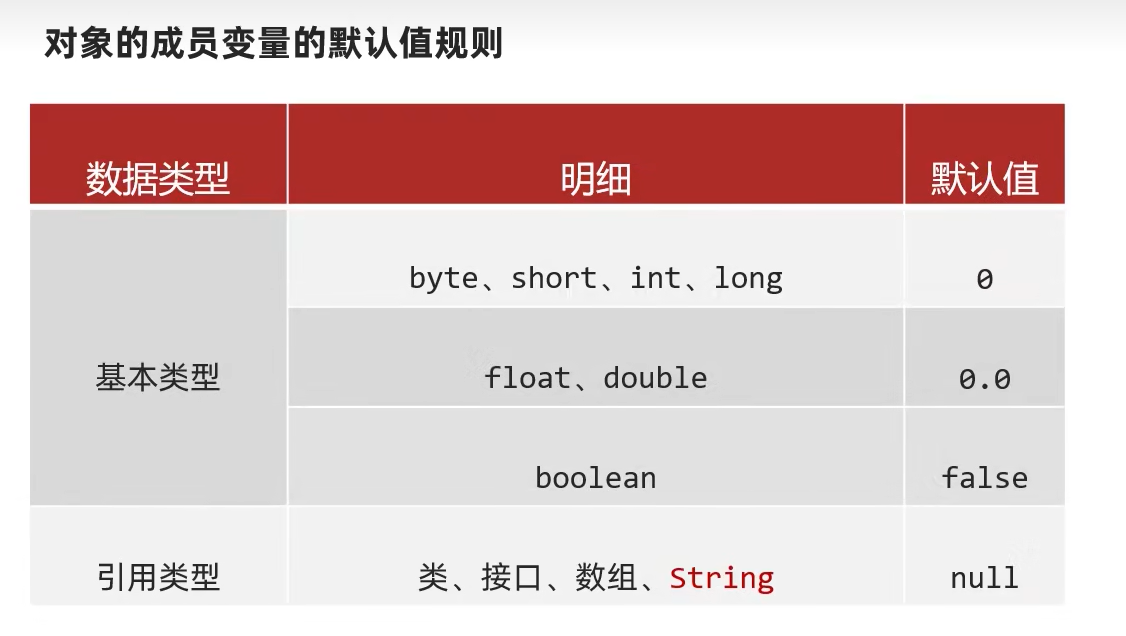 对象的成员变量的默认值规则
数据类型 明细 默认值
byte、short、int、long 0
基本类型 float、double 0.0
boolean false
引用类型 类、接口、数组、String null